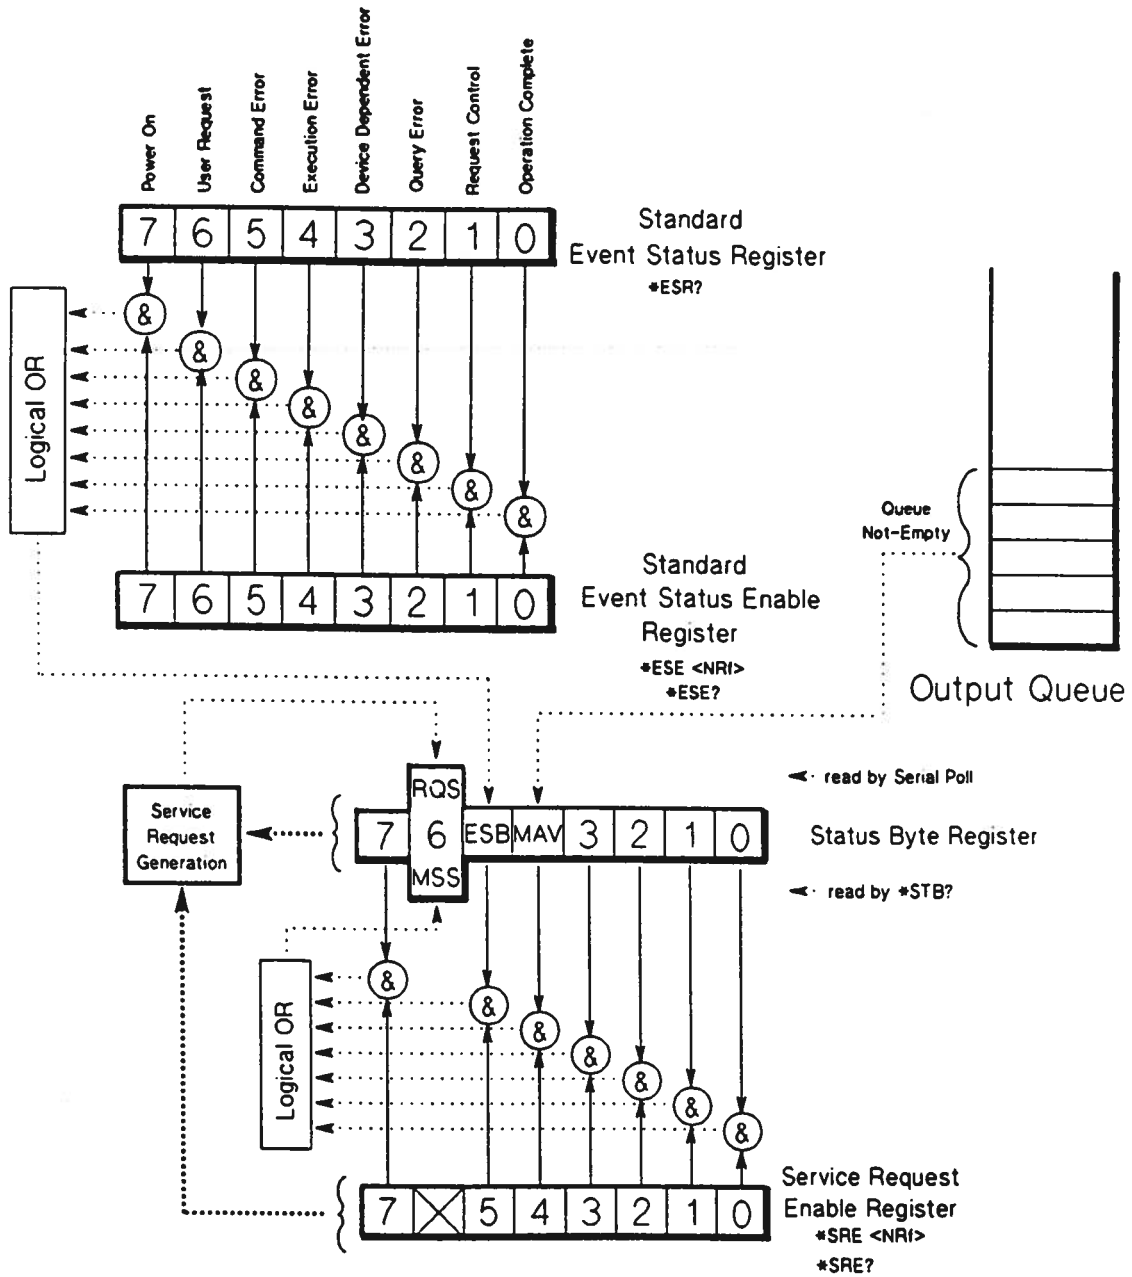 Power On
User Request
Command Error
Execution Error
Device Dependent Error
Query Error
Request Control
Operation Complete
7 6 5 4 3 2 1 0
Standard
Event Status Register
*ESR?
Logical OR
&
&
&
&
&
&
&
&
7 6 5 4 3 2 1 0
Standard
Event Status Enable
Register
*ESE <NRf>
*ESE?
Queue
Not-Empty
Output Queue
Service
Request
Generation
RQS
7 6 ESB MAV 3 2 1 0
MSS
read by Serial Poll
Status Byte Register
read by *STB?
Logical OR
&
&
&
&
&
&
&
7 5 4 3 2 1 0
Service Request
Enable Register
*SRE <NRf>
*SRE?